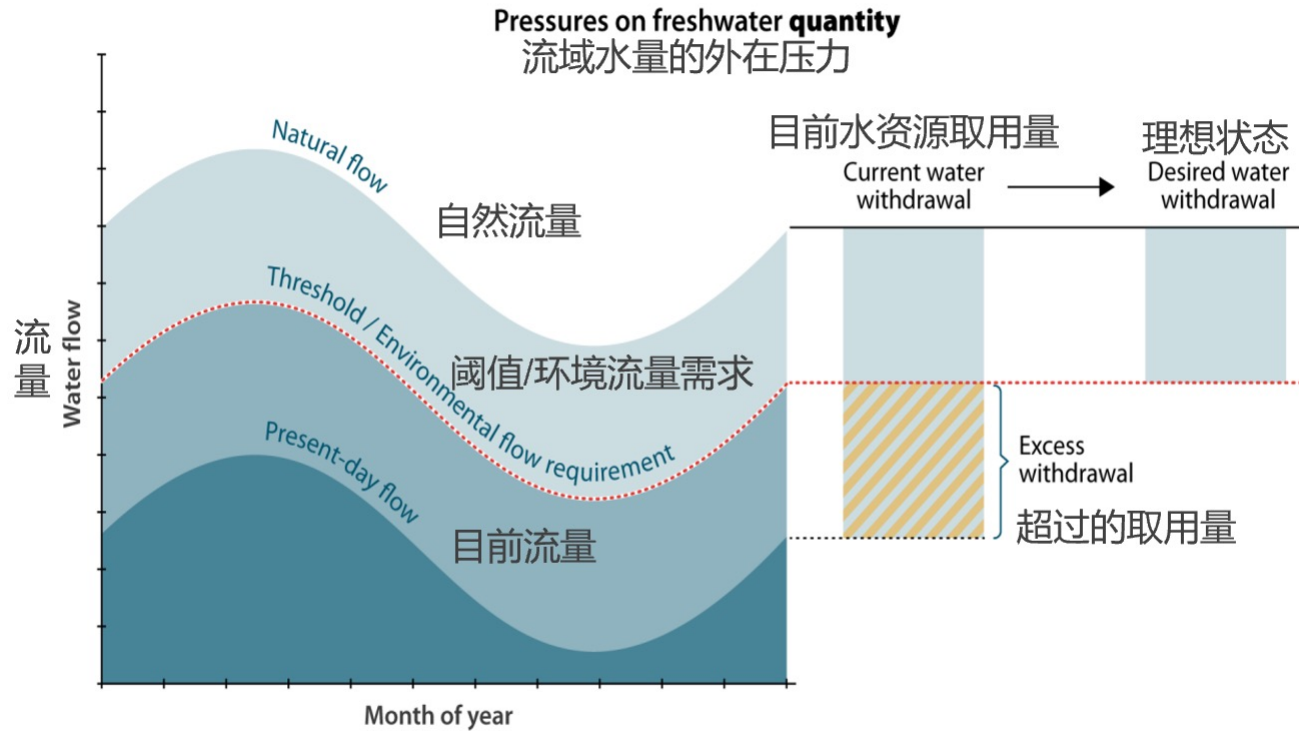 Pressures on freshwater quantity
流域水量的外在压力
Natural flow
自然流量
目前水资源取用量
Current water
withdrawal
理想状态
Desired water
withdrawal
Threshold / Environmental flow requirement
阈值/环境流量需求
流量
Water flow
Present-day flow
目前流量
Excess
withdrawal
超过的取用量
Month of year